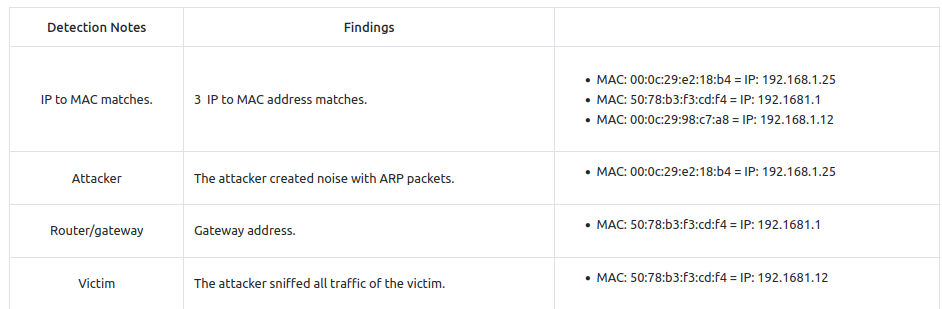 Detection Notes Findings
IP to MAC matches. 3 IP to MAC address matches.
• MAC: 00:0c:29:e2:18:b4 = IP: 192.168.1.25
• MAC: 50:78:b3:f3:cd:f4 = IP: 192.1681.1
• MAC: 00:0c:29:98:c7:a8 = IP: 192.168.1.12
Attacker The attacker created noise with ARP packets. • MAC: 00:0c:29:e2:18:b4 = IP: 192.168.1.25
Router/gateway Gateway address. • MAC: 50:78:b3:f3:cd:f4 = IP: 192.1681.1
Victim The attacker sniffed all traffic of the victim. • MAC: 50:78:b3:f3:cd:f4 = IP: 192.1681.12